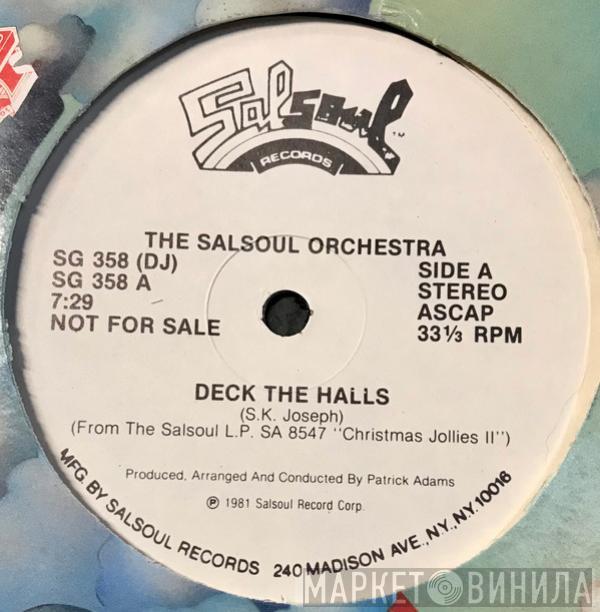 Salsoul
RECORDS
THE SALSOUL ORCHESTRA
SG 358 (DJ)
SG 358 A
7:29
NOT FOR SALE
SIDE A
STEREO
ASCAP
33⅓ RPM
DECK THE HALLS
(S.K. Joseph)
(From The Salsoul L.P. SA 8547 "Christmas Jollies II")
Produced, Arranged And Conducted By Patrick Adams
℗ 1981 Salsoul Record Corp.
MFG. BY SALSOUL RECORDS 240 MADISON AVE., N.Y., N.Y. 10016
МАРКЕТ ВИНИЛА